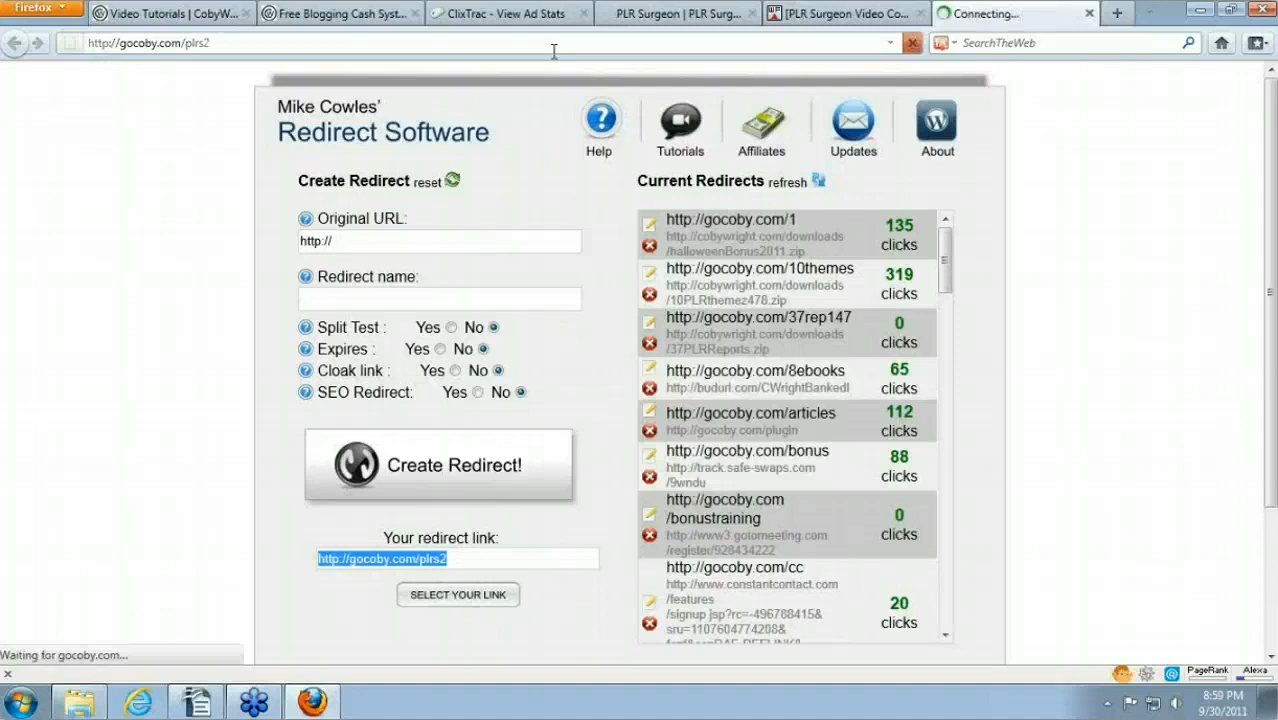 Firefox
Video Tutorials | CobyW...
Free Blogging Cash Syst...
ClixTrac - View Ad Stats
PLR Surgeon | PLR Surg...
[PLR Surgeon Video Co...
Connecting...
http://gocoby.com/plrs2
SearchTheWeb
Mike Cowles'
Redirect Software
Help
Tutorials
Affiliates
Updates
About
Create Redirect reset
Original URL:
http://
Redirect name:
Split Test : Yes No
Expires : Yes No
Cloak link : Yes No
SEO Redirect: Yes No
Create Redirect!
Your redirect link:
http://gocoby.com/plrs2
SELECT YOUR LINK
Current Redirects refresh
http://gocoby.com/1
http://cobywright.com/downloads
/halloweenBonus2011.zip
135
clicks
http://gocoby.com/10themes
http://cobywright.com/downloads
/10PLRthemez478.zip
319
clicks
http://gocoby.com/37rep147
http://cobywright.com/downloads
/37PLRReports.zip
0
clicks
http://gocoby.com/8ebooks
http://budurl.com/CWrightBankedI
65
clicks
http://gocoby.com/articles
http://gocoby.com/plugin
112
clicks
http://gocoby.com/bonus
http://track.safe-swaps.com
/9wndu
88
clicks
http://gocoby.com
/bonustraining
http://www3.gotomeeting.com
/register/928434222
0
clicks
http://gocoby.com/cc
http://www.constantcontact.com
/features
/signup.jsp?rc=-496788415&
sru=110760477420&
20
clicks
Waiting for gocoby.com...
PageRank
Alexa
8:59 PM
9/30/2011